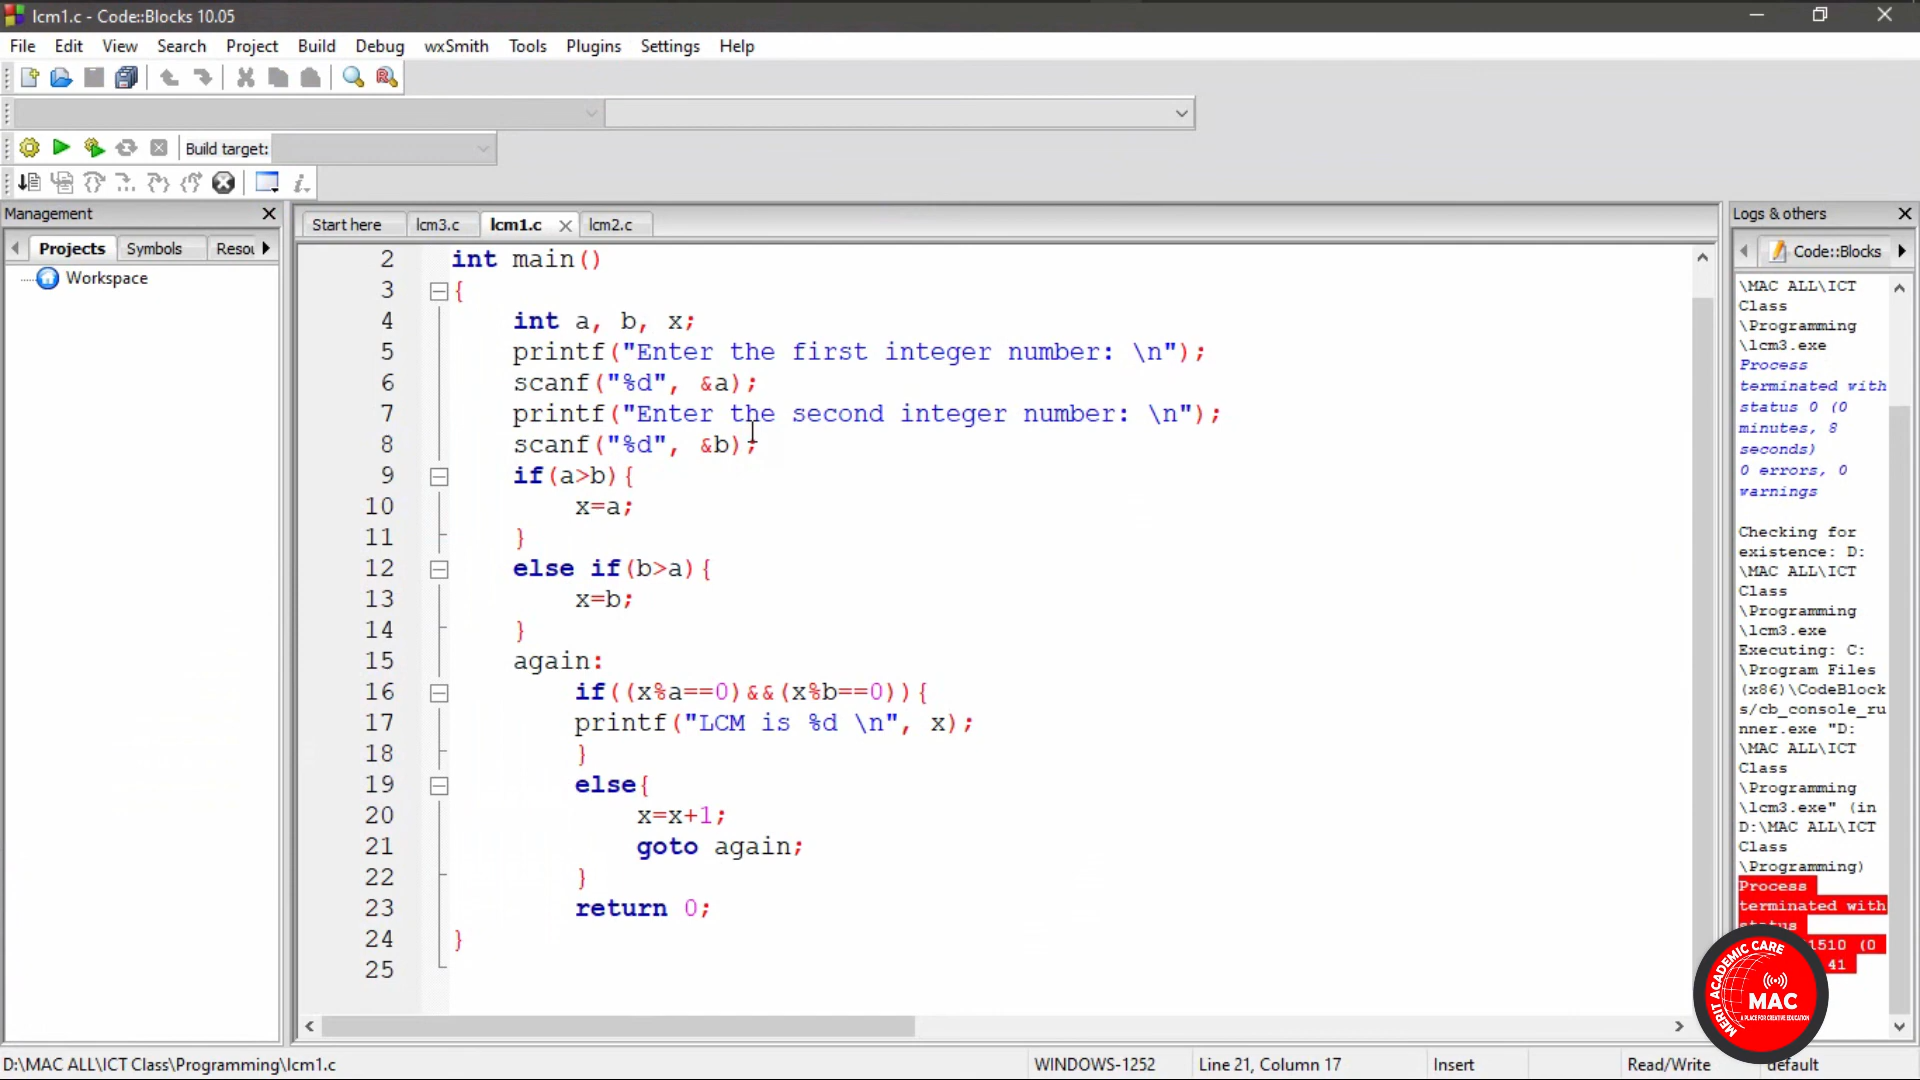 lcm1.c - Code::Blocks 10.05
File Edit View Search Project Build Debug wxSmith Tools Plugins Settings Help
Build target:
Management
Projects Symbols Resou
Workspace
Start here lcm3.c lcm1.c lcm2.c
2 int main()
3 {
4 int a, b, x;
5 printf("Enter the first integer number: \n");
6 scanf("%d", &a);
7 printf("Enter the second integer number: \n");
8 scanf("%d", &b);
9 if(a>b){
10 x=a;
11 }
12 else if(b>a){
13 x=b;
14 }
15 again:
16 if((x%a==0)&&(x%b==0)){
17 printf("LCM is %d \n", x);
18 }
19 else{
20 x=x+1;
21 goto again;
22 }
23 return 0;
24 }
25
Logs & others
Code::Blocks
\MAC ALL\ICT
Class
\Programming
\lcm3.exe
Process
terminated with
status 0 (0
minutes, 8
seconds)
0 errors, 0
warnings
Checking for
existence: D:
\MAC ALL\ICT
Class
\Programming
\lcm3.exe
Executing: C:
\Program Files
(x86)\CodeBlock
s/cb_console_ru
nner.exe "D:
\MAC ALL\ICT
Class
\Programming
\lcm3.exe" (in
D:\MAC ALL\ICT
Class
\Programming)
Process
terminated with
status
1510 (0
41
MERIT ACADEMIC CARE
MAC
A PLACE FOR CREATIVE EDUCATION
D:\MAC ALL\ICT Class\Programming\lcm1.c WINDOWS-1252 Line 21, Column 17 Insert Read/Write default